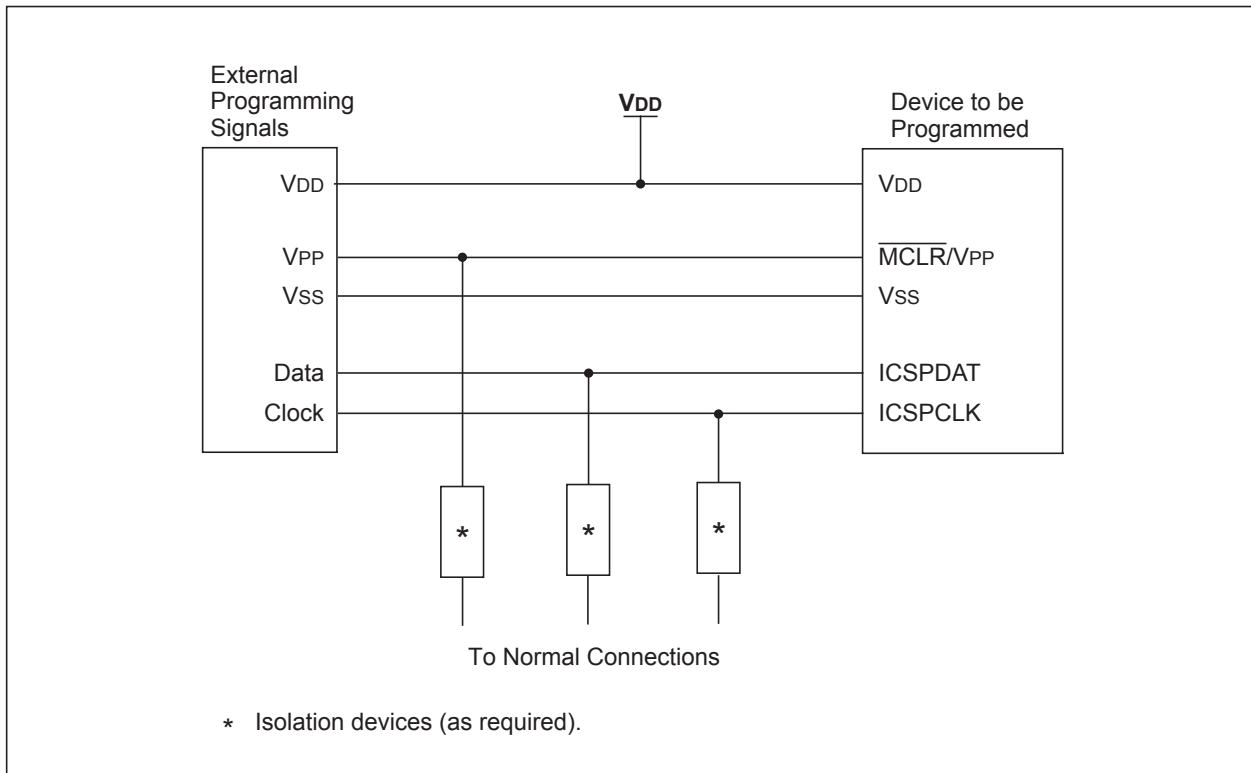 External
Programming
Signals
VDD
Device to be
Programmed
VDD
VDD
VPP
MCLR/VPP
VSS
VSS
Data
ICSPDAT
Clock
ICSPCLK
*
*
*
To Normal Connections
* Isolation devices (as required).